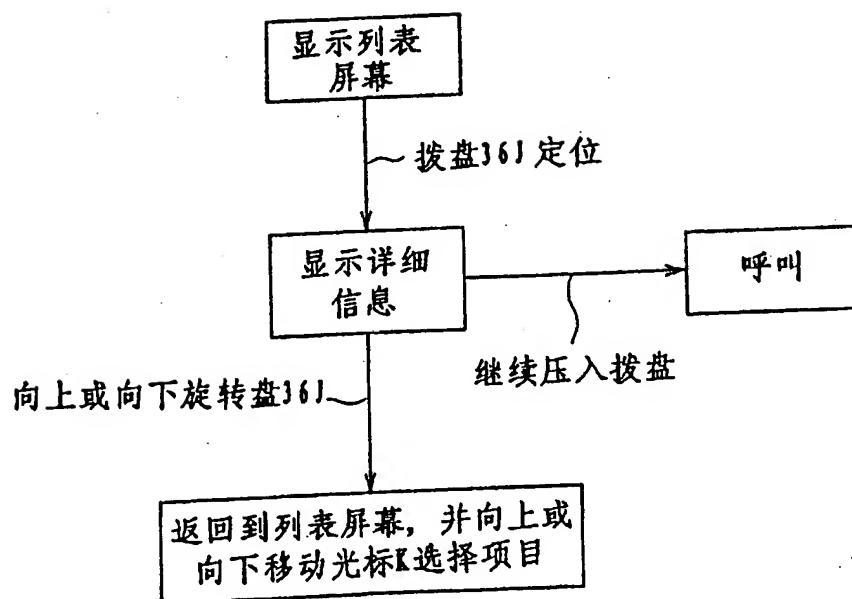 显示列表
屏幕
拨盘36J定位
显示详细
信息
呼叫
继续压入拨盘
向上或向下旋转盘36J
返回到列表屏幕，并向上或
向下移动光标K选择项目